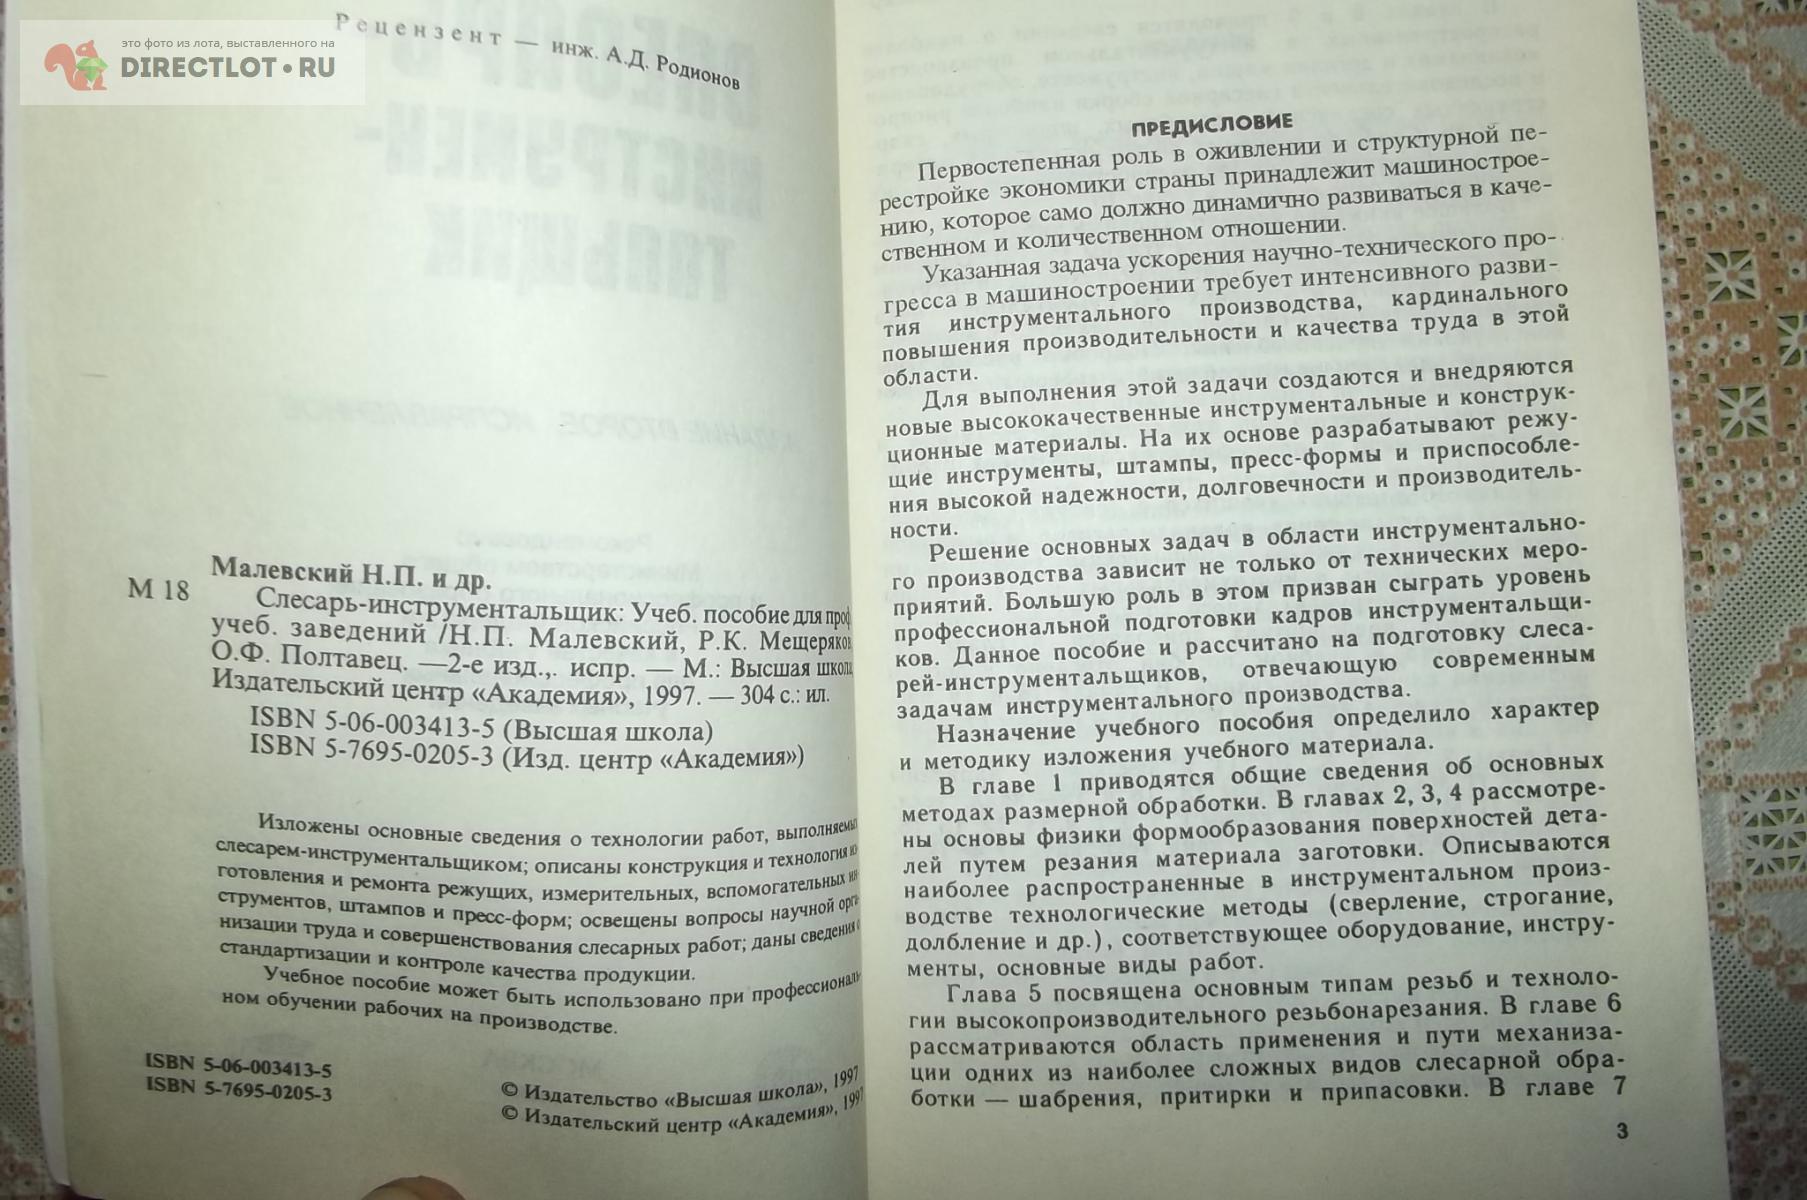 это фото из лота, выставленного на
DIRECTLOT.RU
Рецензент — инж. А.Д. Родионов
М 18
Малевский Н.П. и др.
Слесарь-инструментальщик: Учеб. пособие для проф.
учеб. заведений /Н.П. Малевский, Р.К. Мещеряков,
О.Ф. Полтавец. —2-е изд.,. испр. — М.: Высшая школа,
Издательский центр «Академия», 1997. — 304 с.: ил.
ISBN 5-06-003413-5 (Высшая школа)
ISBN 5-7695-0205-3 (Изд. центр «Академия»)
Изложены основные сведения о технологии работ, выполняемых
слесарем-инструментальщиком; описаны конструкция и технология из-
готовления и ремонта режущих, измерительных, вспомогательных ин-
струментов, штампов и пресс-форм; освещены вопросы научной орга-
низации труда и совершенствования слесарных работ; даны сведения о
стандартизации и контроле качества продукции.
Учебное пособие может быть использовано при профессиональ-
ном обучении рабочих на производстве.
ISBN 5-06-003413-5
ISBN 5-7695-0205-3
© Издательство «Высшая школа», 1997
© Издательский центр «Академия», 1997
ПРЕДИСЛОВИЕ
Первостепенная роль в оживлении и структурной пе-
рестройке экономики страны принадлежит машинострое-
нию, которое само должно динамично развиваться в каче-
ственном и количественном отношении.
Указанная задача ускорения научно-технического про-
гресса в машиностроении требует интенсивного разви-
тия инструментального производства, кардинального
повышения производительности и качества труда в этой
области.
Для выполнения этой задачи создаются и внедряются
новые высококачественные инструментальные и конструк-
ционные материалы. На их основе разрабатывают режу-
щие инструменты, штампы, пресс-формы и приспособле-
ния высокой надежности, долговечности и производитель-
ности.
Решение основных задач в области инструментально-
го производства зависит не только от технических меро-
приятий. Большую роль в этом призван сыграть уровень
профессиональной подготовки кадров инструментальщи-
ков. Данное пособие и рассчитано на подготовку слеса-
рей-инструментальщиков, отвечающую современным
задачам инструментального производства.
Назначение учебного пособия определило характер
и методику изложения учебного материала.
В главе 1 приводятся общие сведения об основных
методах размерной обработки. В главах 2, 3, 4 рассмотре-
ны основы физики формообразования поверхностей дета-
лей путем резания материала заготовки. Описываются
наиболее распространенные в инструментальном произ-
водстве технологические методы (сверление, строгание,
долбление и др.), соответствующее оборудование, инстру-
менты, основные виды работ.
Глава 5 посвящена основным типам резьб и техноло-
гии высокопроизводительного резьбонарезания. В главе 6
рассматриваются область применения и пути механиза-
ции одних из наиболее сложных видов слесарной обра-
ботки — шабрения, притирки и припасовки. В главе 7
3